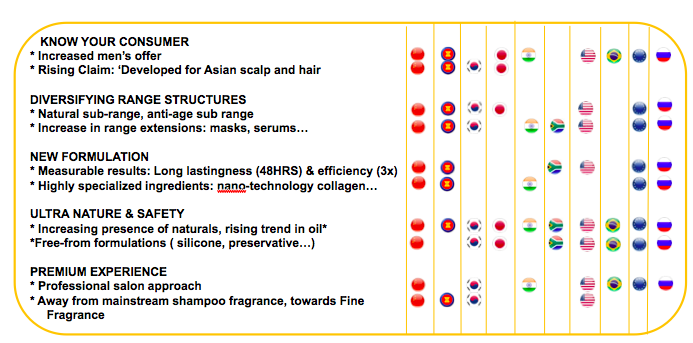 KNOW YOUR CONSUMER
* Increased men's offer
* Rising Claim: 'Developed for Asian scalp and hair
DIVERSIFYING RANGE STRUCTURES
* Natural sub-range, anti-age sub range
* Increase in range extensions: masks, serums…
NEW FORMULATION
* Measurable results: Long lastingness (48HRS) & efficiency (3x)
* Highly specialized ingredients: nano-technology collagen…
ULTRA NATURE & SAFETY
* Increasing presence of naturals, rising trend in oil*
*Free-from formulations ( silicone, preservative…)
PREMIUM EXPERIENCE
* Professional salon approach
* Away from mainstream shampoo fragrance, towards Fine
Fragrance